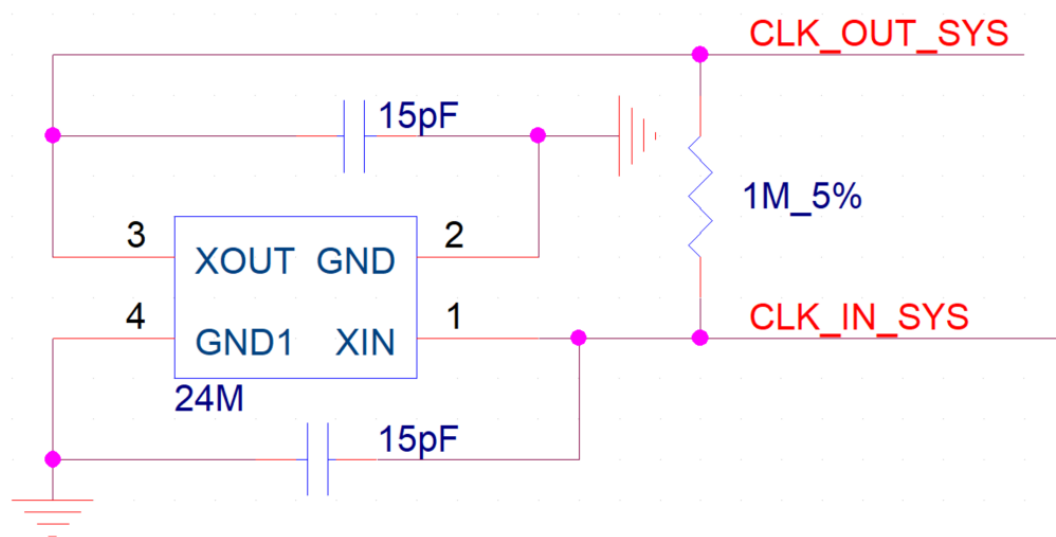 CLK_OUT_SYS
15pF
1M_5%
3
2
XOUT GND
4
1
GND1 XIN
CLK_IN_SYS
24M
15pF